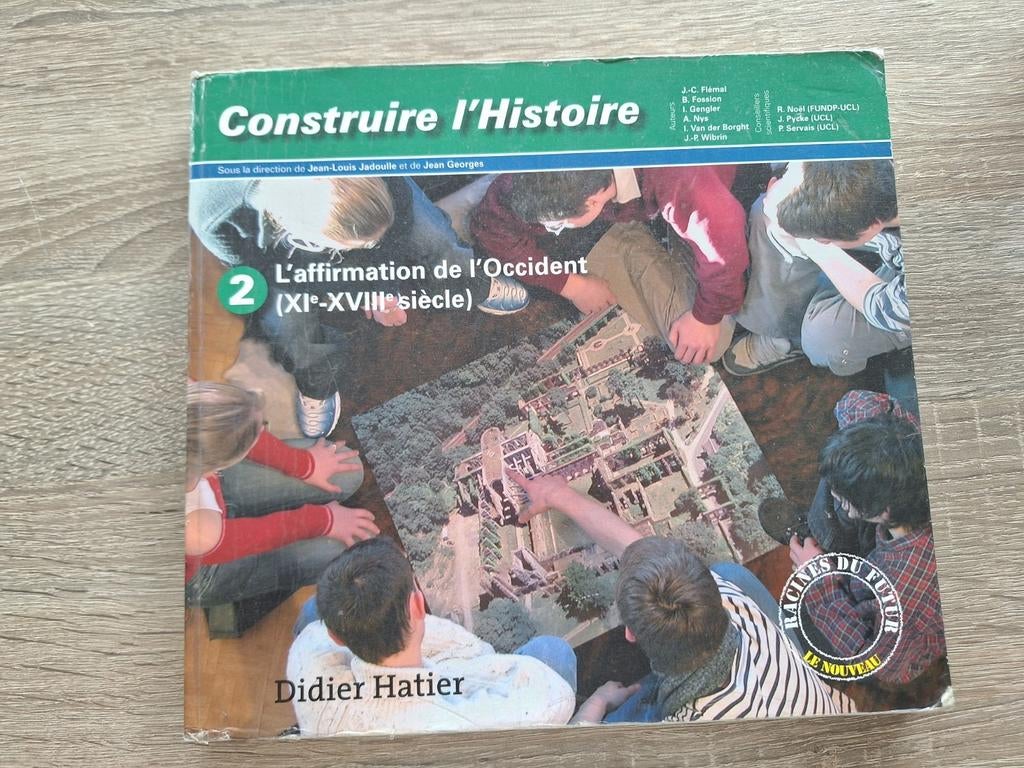 Construire l'Histoire
Auteurs
J.-C. Flémal
B. Fossion
I. Gengler
A. Nys
I. Van der Borght
J.-P. Wibrin
Conseillers
scientifiques
R. Noël (FUNDP-UCL)
J. Pycke (UCL)
P. Servais (UCL)
Sous la direction de Jean-Louis Jadoulle et de Jean Georges
2 L'affirmation de l'Occident
(XIe-XVIIIe siècle)
RACINES DU FUTUR
LE NOUVEAU
Didier Hatier